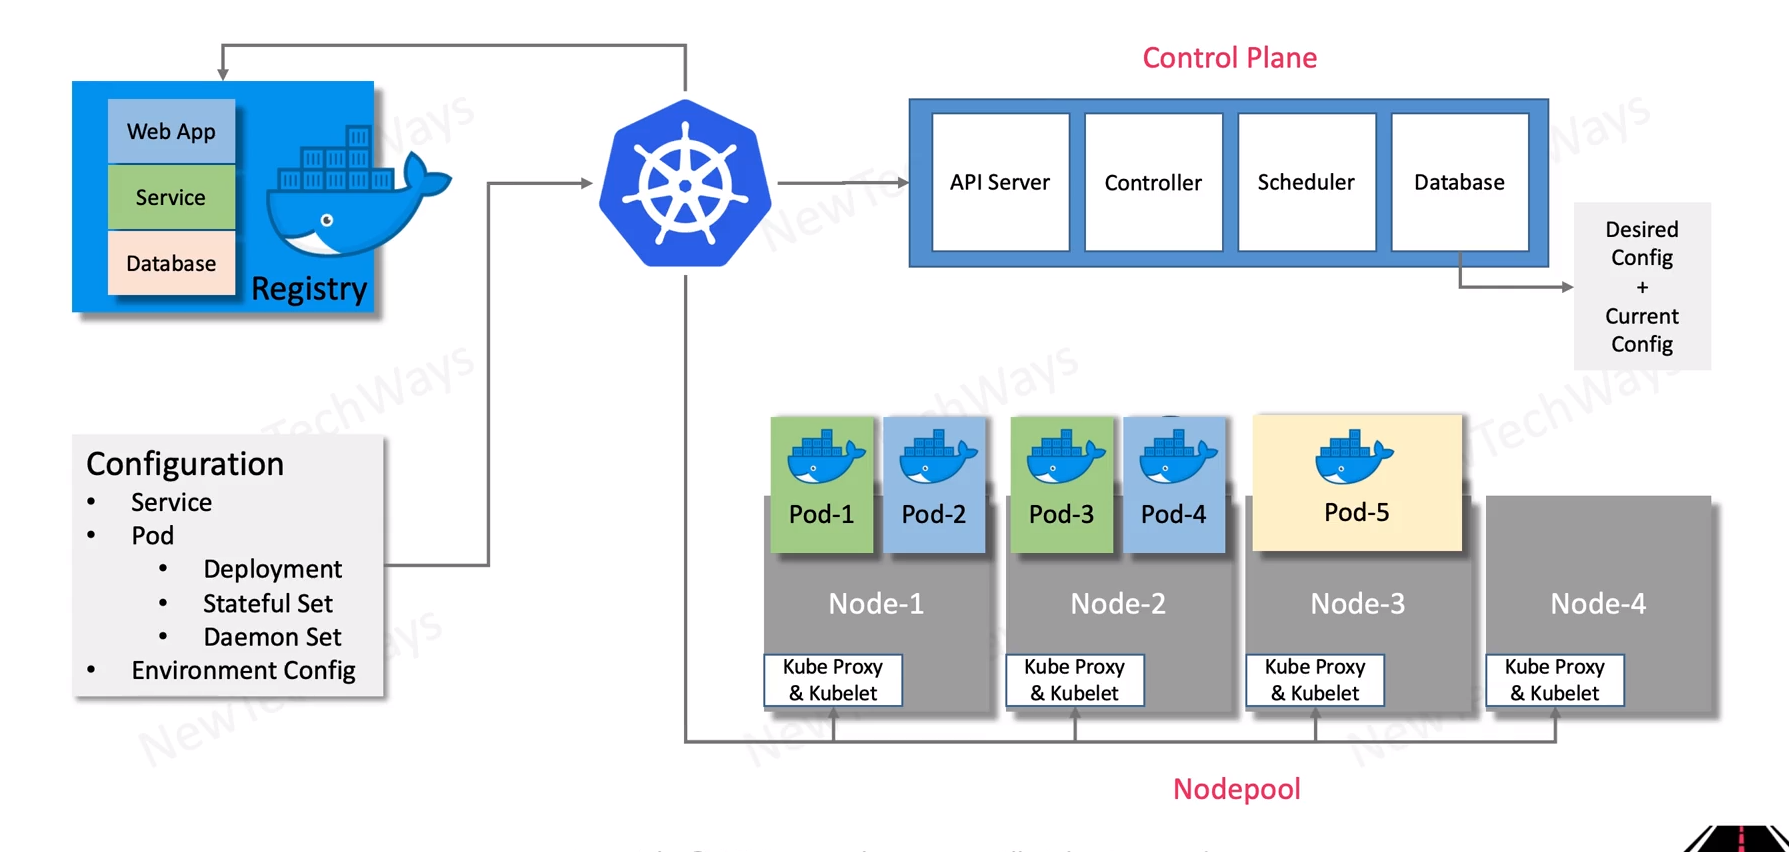 Control Plane
Web App
Service
Database
Registry
API Server
Controller
Scheduler
Database
Desired
Config
+
Current
Config
Configuration
• Service
• Pod
• Deployment
• Stateful Set
• Daemon Set
• Environment Config
Pod-1
Pod-2
Pod-3
Pod-4
Pod-5
Node-1
Node-2
Node-3
Node-4
Kube Proxy
& Kubelet
Kube Proxy
& Kubelet
Kube Proxy
& Kubelet
Kube Proxy
& Kubelet
Nodepool